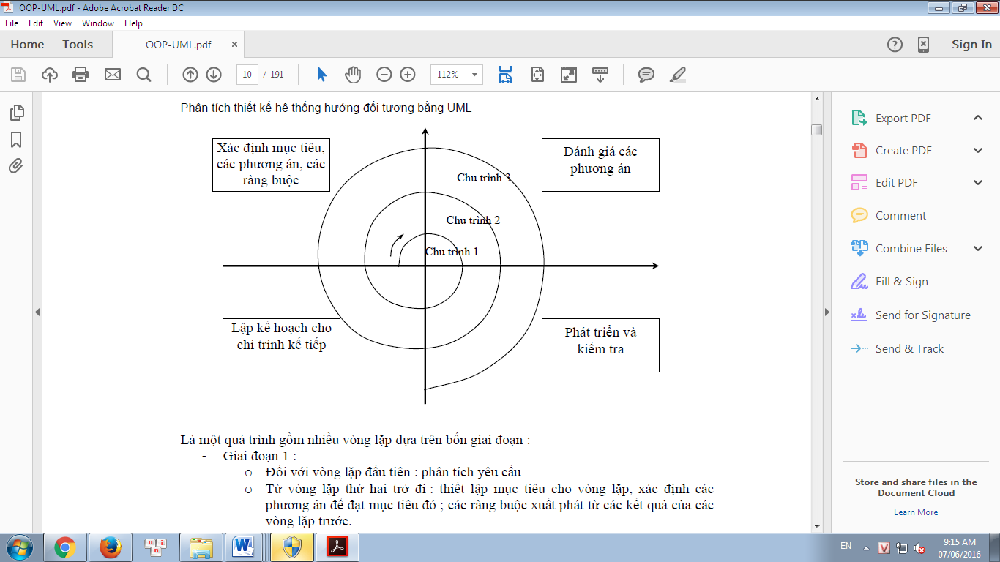 OOP-UML.pdf - Adobe Acrobat Reader DC
File Edit View Window Help
Home Tools OOP-UML.pdf × Sign In
10 / 191 112%
Phân tích thiết kế hệ thống hướng đối tượng bằng UML
Xác định mục tiêu,
các phương án, các
ràng buộc
Đánh giá các
phương án
Chu trình 3
Chu trình 2
Chu trình 1
Lập kế hoạch cho
chi trình kế tiếp
Phát triển và
kiểm tra
Là một quá trình gồm nhiều vòng lặp dựa trên bốn giai đoạn :
- Giai đoạn 1 :
o Đối với vòng lặp đầu tiên : phân tích yêu cầu
o Từ vòng lặp thứ hai trở đi : thiết lập mục tiêu cho vòng lặp, xác định các
phương án để đạt mục tiêu đó ; các ràng buộc xuất phát từ các kết quả của các
vòng lặp trước.
Export PDF
Create PDF
Edit PDF
Comment
Combine Files
Fill & Sign
Send for Signature
Send & Track
Store and share files in the
Document Cloud
Learn More
EN
9:15 AM
07/06/2016